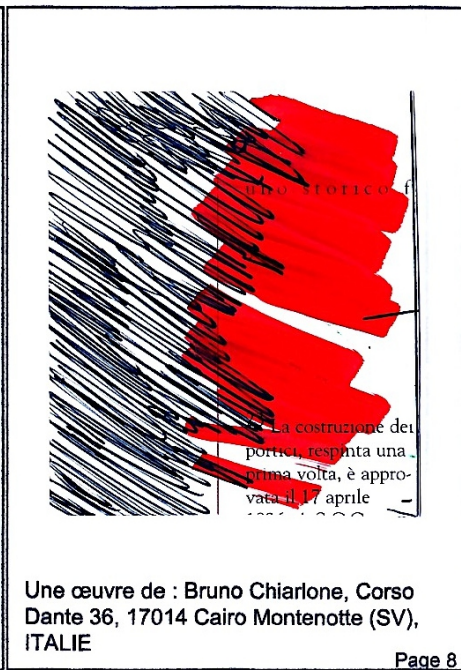 uno storico f
La costruzione dei
portici, respinta una
prima volta, è appro-
vata il 17 aprile
Une œuvre de : Bruno Chiarlone, Corso
Dante 36, 17014 Cairo Montenotte (SV),
ITALIE
Page 8